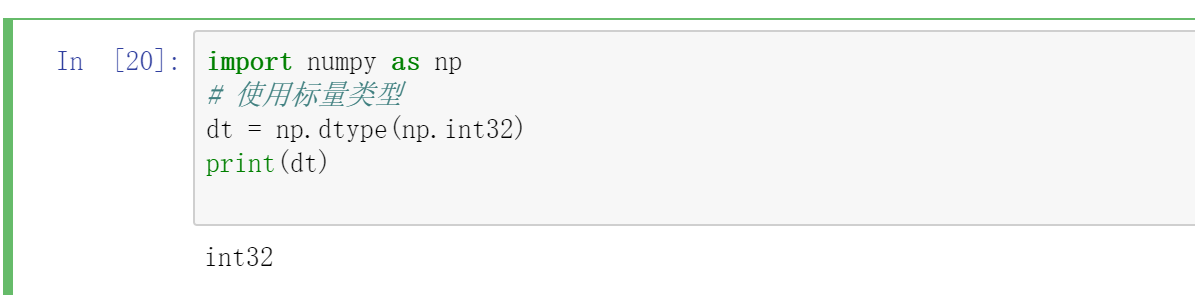 In [20]:
import numpy as np
# 使用标量类型
dt = np.dtype(np.int32)
print(dt)
int32